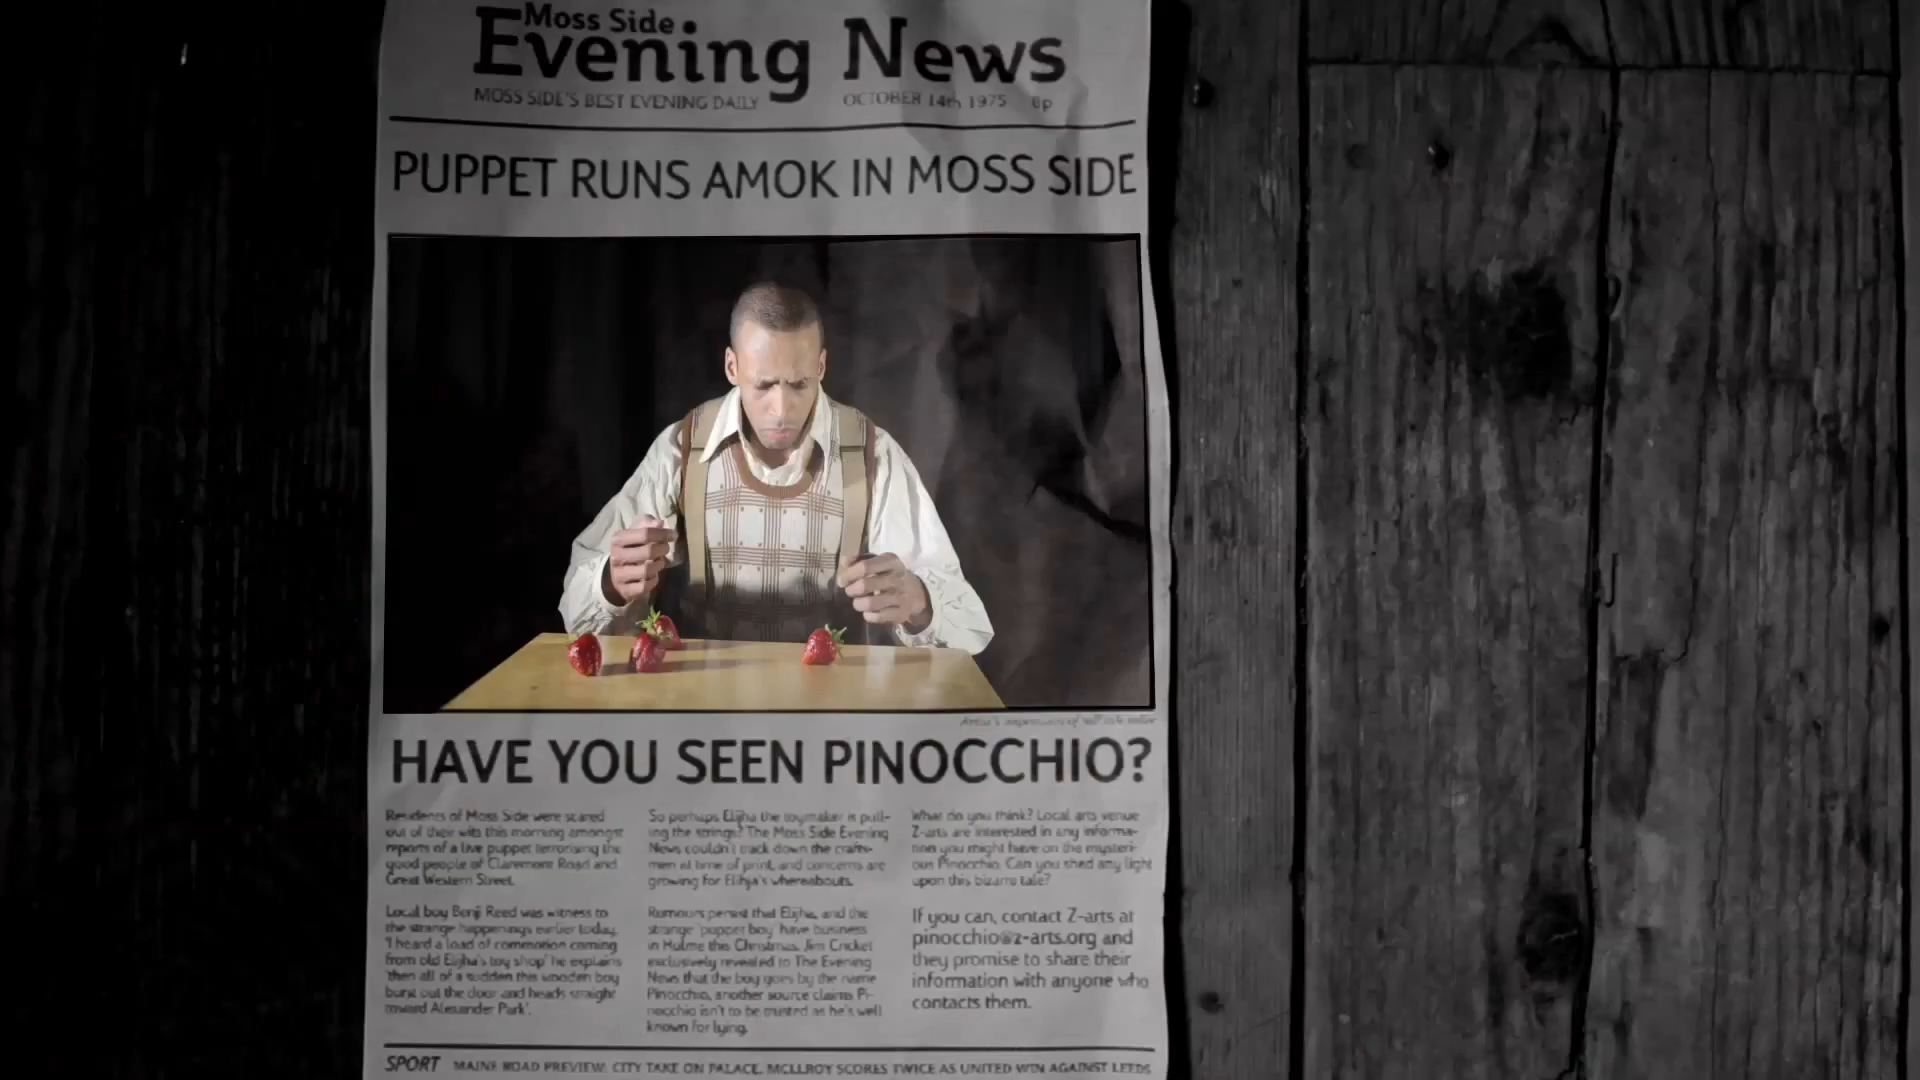 Moss Side
Evening News
MOSS SIDE'S BEST EVENING DAILY OCTOBER 14th 1975 8p
PUPPET RUNS AMOK IN MOSS SIDE
HAVE YOU SEEN PINOCCHIO?
Residents of Moss Side were scared
out of their wits this morning amongst
reports of a live puppet terrorising the
good people of Claremont Road and
Great Western Street.
Local boy Benji Reed was witness to
the strange happenings earlier today.
'I heard a load of commotion coming
from old Elijha's toy shop' he explains
'then all of a sudden this wooden boy
burst out the door and heads straight
toward Alexander Park'.
So perhaps Elijha the toymaker is pull-
ing the strings? The Moss Side Evening
News couldn't track down the crafts-
men at time of print, and concerns are
growing for Elihja's whereabouts.
Rumours persist that Elijha, and the
strange 'puppet boy' have business
in Hulme this Christmas. Jim Cricket
exclusively revealed to The Evening
News that the boy goes by the name
Pinocchio, another source claims Pi-
nocchio isn't to be trusted as he's well
known for lying.
What do you think? Local arts venue
Z-arts are interested in any informa-
tion you might have on the mysteri-
ous Pinocchio. Can you shed any light
upon this bizarre tale?
If you can, contact Z-arts at
pinocchio@z-arts.org and
they promise to share their
information with anyone who
contacts them.
SPORT MAINE ROAD PREVIEW: CITY TAKE ON PALACE. MCLLROY SCORES TWICE AS UNITED WIN AGAINST LEEDS